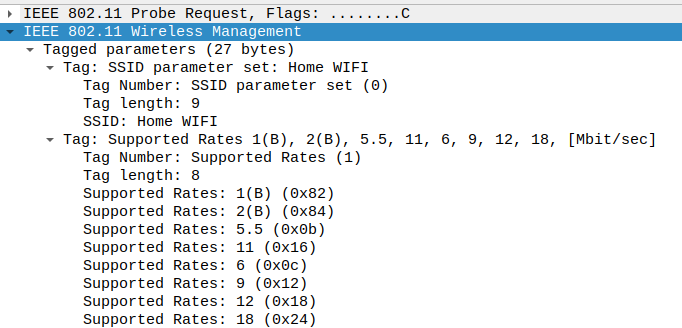 IEEE 802.11 Probe Request, Flags: ........C
IEEE 802.11 Wireless Management
Tagged parameters (27 bytes)
Tag: SSID parameter set: Home WIFI
Tag Number: SSID parameter set (0)
Tag length: 9
SSID: Home WIFI
Tag: Supported Rates 1(B), 2(B), 5.5, 11, 6, 9, 12, 18, [Mbit/sec]
Tag Number: Supported Rates (1)
Tag length: 8
Supported Rates: 1(B) (0x82)
Supported Rates: 2(B) (0x84)
Supported Rates: 5.5 (0x0b)
Supported Rates: 11 (0x16)
Supported Rates: 6 (0x0c)
Supported Rates: 9 (0x12)
Supported Rates: 12 (0x18)
Supported Rates: 18 (0x24)